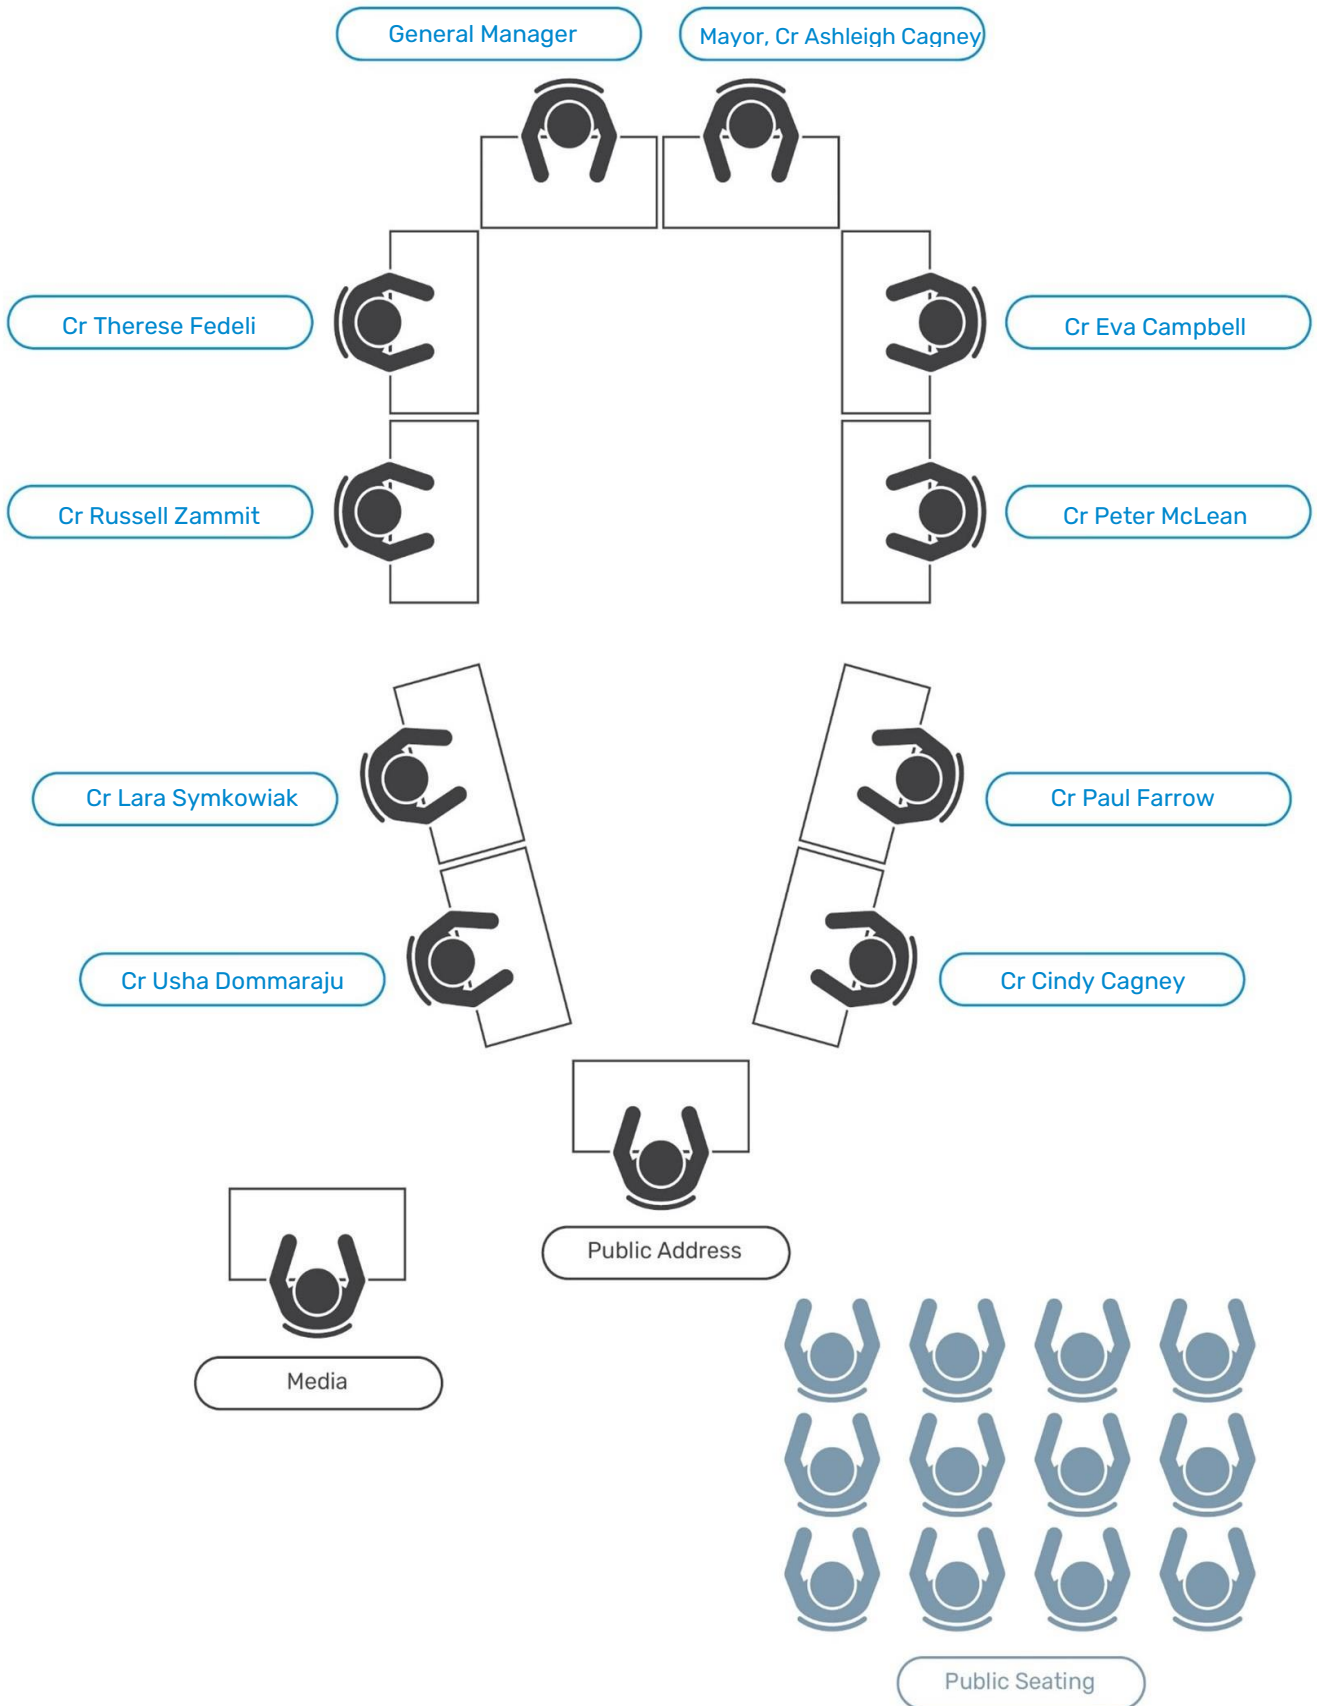 General Manager
Mayor, Cr Ashleigh Cagney
Cr Therese Fedeli
Cr Eva Campbell
Cr Russell Zammit
Cr Peter McLean
Cr Lara Symkowiak
Cr Paul Farrow
Cr Usha Dommaraju
Cr Cindy Cagney
Public Address
Media
Public Seating